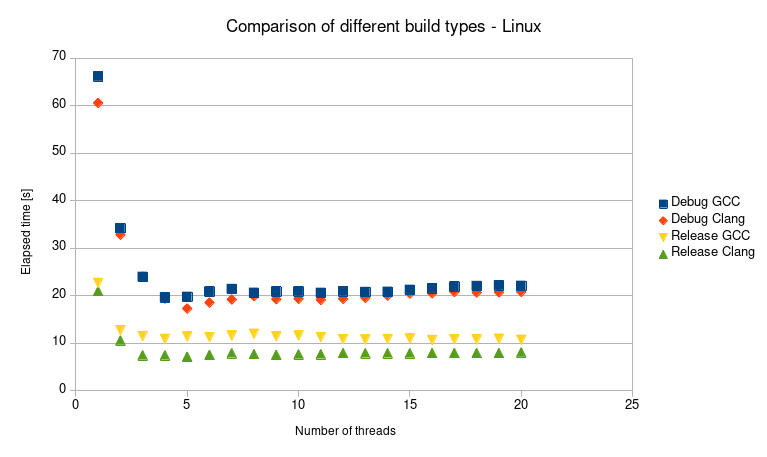 Comparison of different build types - Linux
70
60
50
40
30
20
10
0
0 5 10 15 20 25
Elapsed time [s]
Number of threads
Debug GCC
Debug Clang
Release GCC
Release Clang